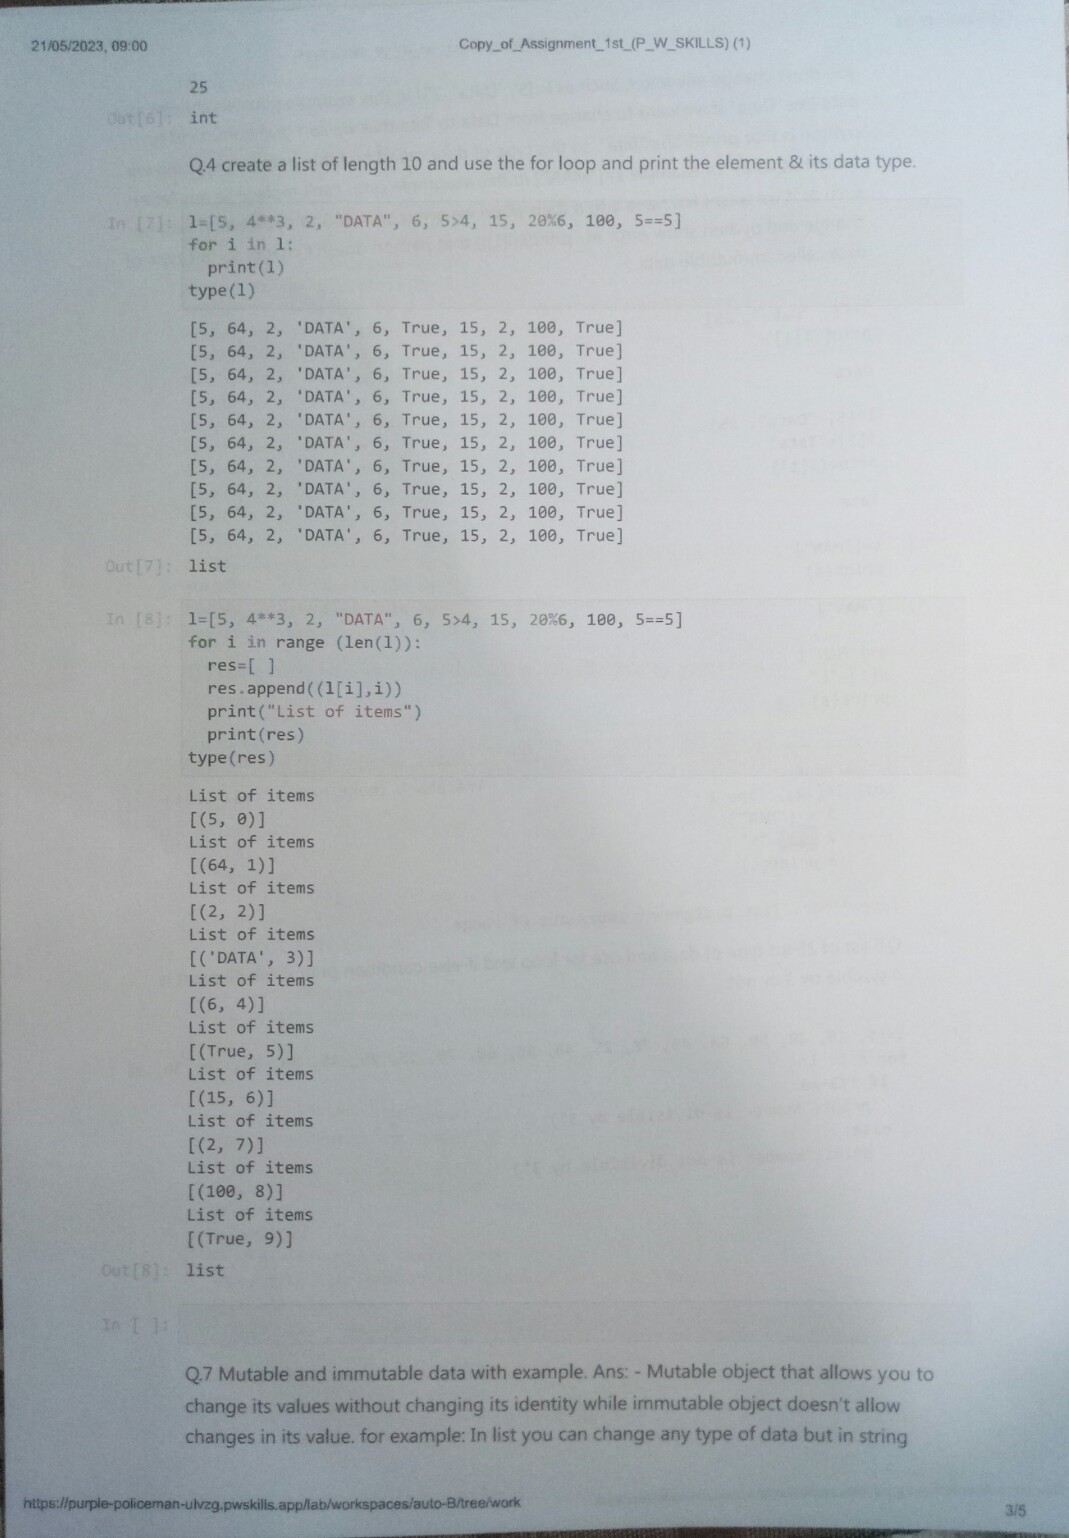 21/05/2023, 09:00
Copy_of_Assignment_1st_(P_W_SKILLS) (1)
25
Out[6]: int
Q.4 create a list of length 10 and use the for loop and print the element & its data type.
In [7]: l=[5, 4**3, 2, "DATA", 6, 5>4, 15, 20%6, 100, 5==5]
for i in l:
  print(l)
type(l)
[5, 64, 2, 'DATA', 6, True, 15, 2, 100, True]
[5, 64, 2, 'DATA', 6, True, 15, 2, 100, True]
[5, 64, 2, 'DATA', 6, True, 15, 2, 100, True]
[5, 64, 2, 'DATA', 6, True, 15, 2, 100, True]
[5, 64, 2, 'DATA', 6, True, 15, 2, 100, True]
[5, 64, 2, 'DATA', 6, True, 15, 2, 100, True]
[5, 64, 2, 'DATA', 6, True, 15, 2, 100, True]
[5, 64, 2, 'DATA', 6, True, 15, 2, 100, True]
[5, 64, 2, 'DATA', 6, True, 15, 2, 100, True]
[5, 64, 2, 'DATA', 6, True, 15, 2, 100, True]
Out[7]: list
In [8]: l=[5, 4**3, 2, "DATA", 6, 5>4, 15, 20%6, 100, 5==5]
for i in range (len(l)):
  res=[ ]
  res.append((l[i],i))
  print("List of items")
  print(res)
type(res)
List of items
[(5, 0)]
List of items
[(64, 1)]
List of items
[(2, 2)]
List of items
[('DATA', 3)]
List of items
[(6, 4)]
List of items
[(True, 5)]
List of items
[(15, 6)]
List of items
[(2, 7)]
List of items
[(100, 8)]
List of items
[(True, 9)]
Out[8]: list
In [ ]:
Q.7 Mutable and immutable data with example. Ans: - Mutable object that allows you to
change its values without changing its identity while immutable object doesn't allow
changes in its value. for example: In list you can change any type of data but in string
https://purple-policeman-ulvzg.pwskills.app/lab/workspaces/auto-B/tree/work
3/5